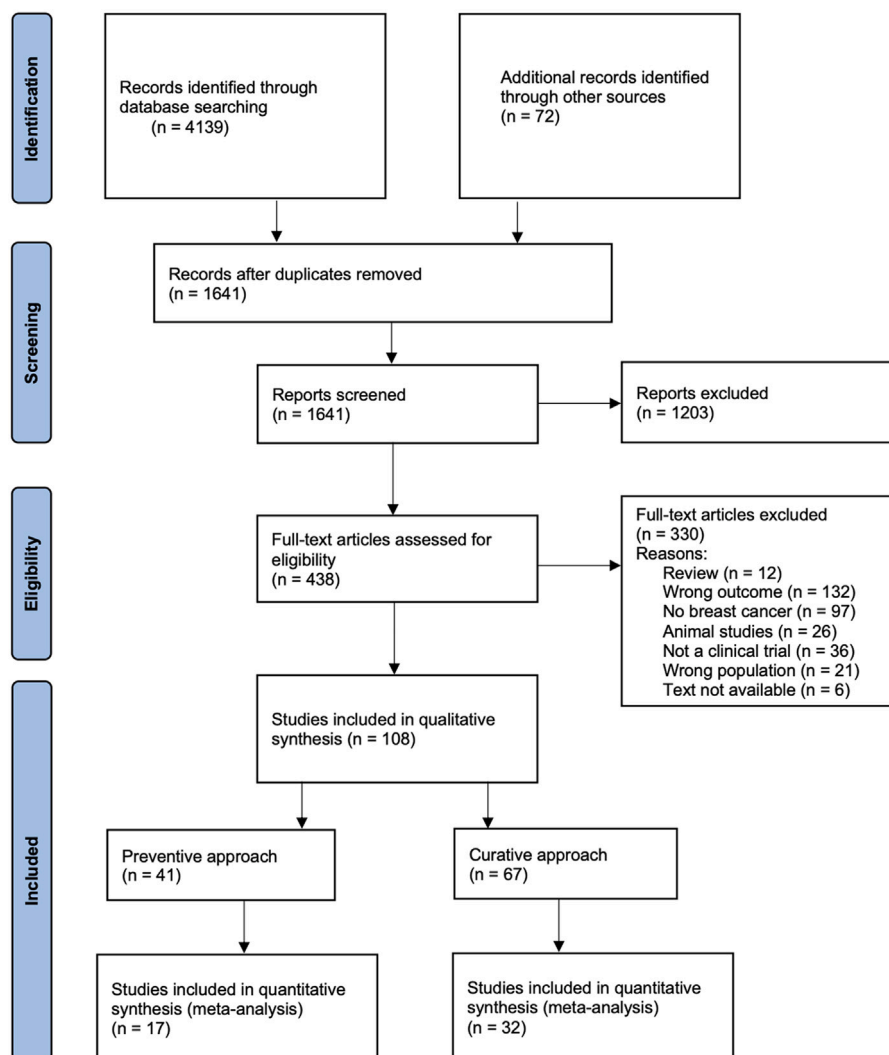 Identification
Records identified through
database searching
(n = 4139)
Additional records identified
through other sources
(n = 72)
Screening
Records after duplicates removed
(n = 1641)
Reports screened
(n = 1641)
Reports excluded
(n = 1203)
Eligibility
Full-text articles assessed for
eligibility
(n = 438)
Full-text articles excluded
(n = 330)
Reasons:
Review (n = 12)
Wrong outcome (n = 132)
No breast cancer (n = 97)
Animal studies (n = 26)
Not a clinical trial (n = 36)
Wrong population (n = 21)
Text not available (n = 6)
Included
Studies included in qualitative
synthesis (n = 108)
Preventive approach
(n = 41)
Curative approach
(n = 67)
Studies included in quantitative
synthesis (meta-analysis)
(n = 17)
Studies included in quantitative
synthesis (meta-analysis)
(n = 32)